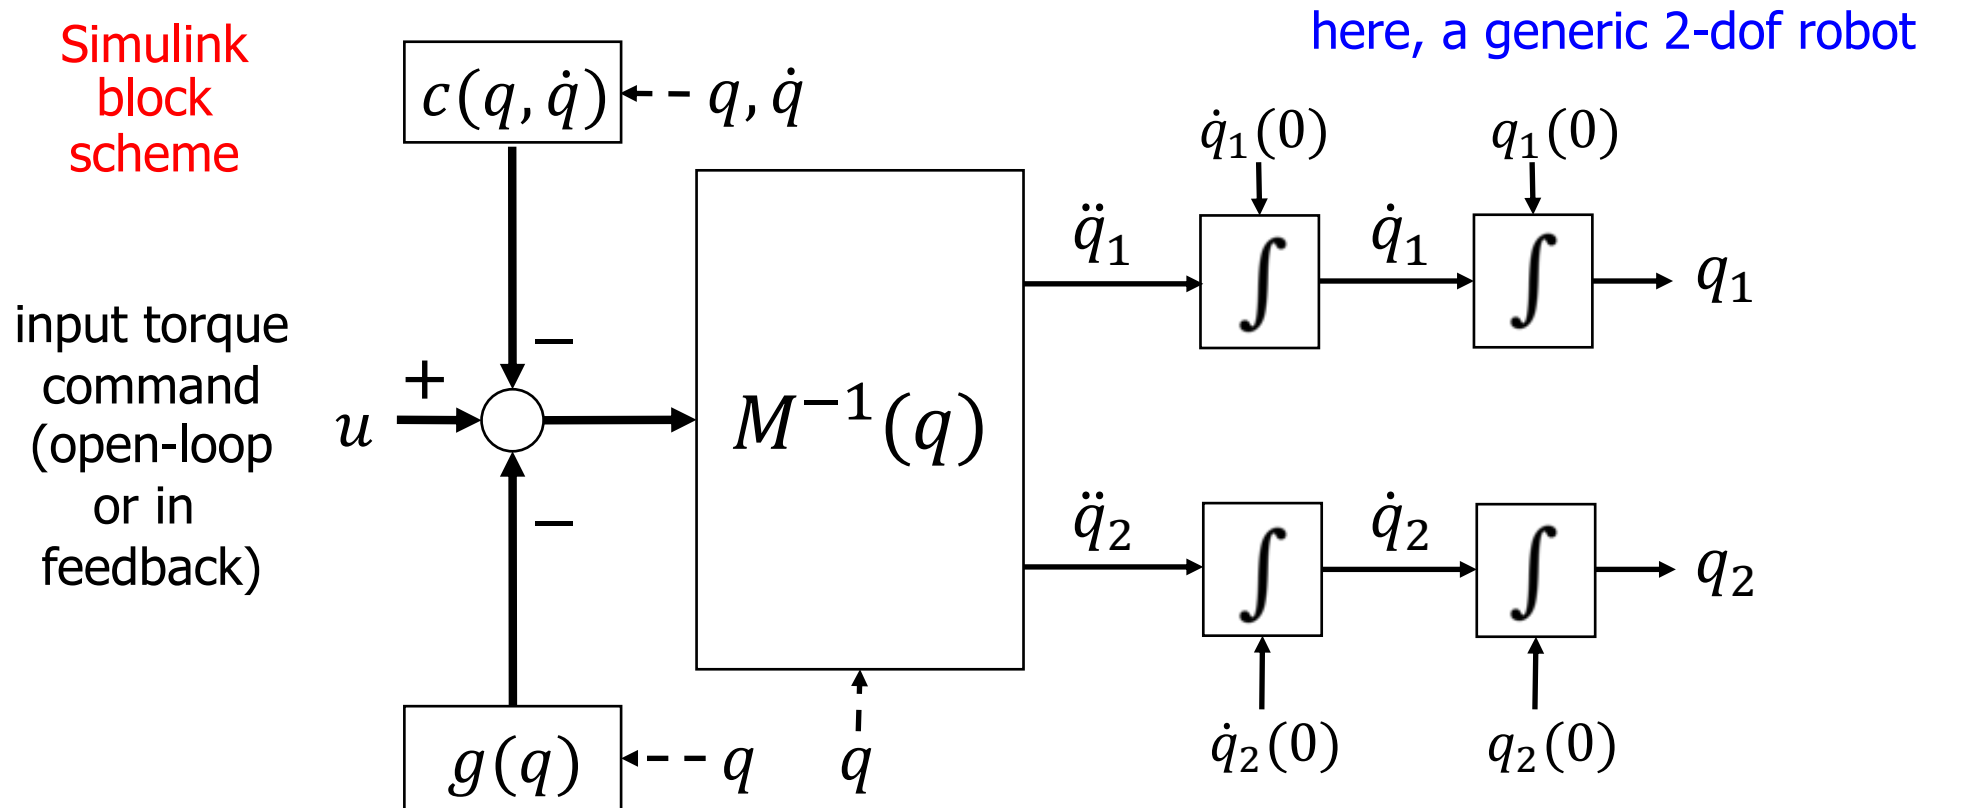 Simulink
block
scheme
here, a generic 2-dof robot
c(q, q̇)
q, q̇
input torque
command
(open-loop
or in
feedback)
u
+
−
−
M⁻¹(q)
g(q)
q
q
q̇₁(0)
q₁(0)
q̈₁
∫
q̇₁
∫
q₁
q̈₂
∫
q̇₂
∫
q₂
q̇₂(0)
q₂(0)